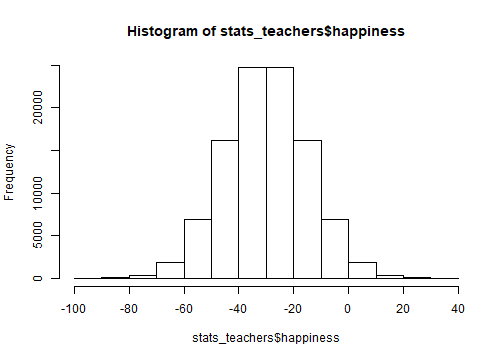 Histogram of stats_teachers$happiness
Frequency
20000
10000
5000
0
-100 -80 -60 -40 -20 0 20 40
stats_teachers$happiness